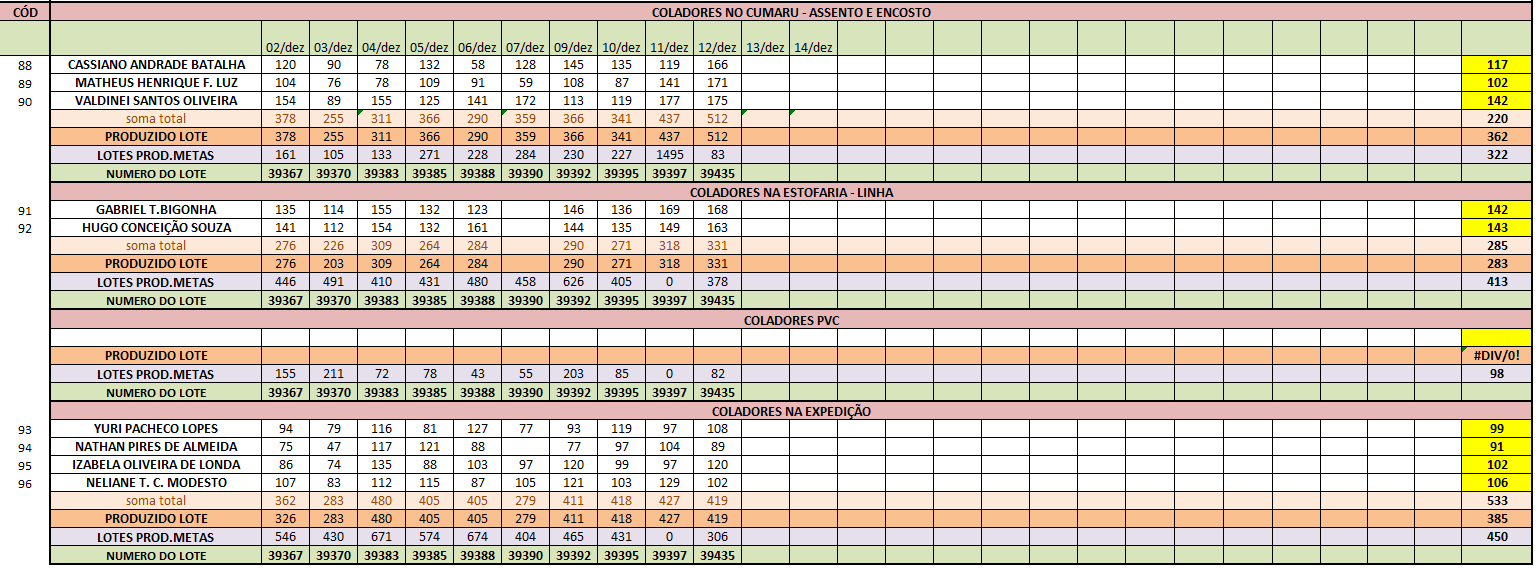 CÓD COLADORES NO CUMARU - ASSENTO E ENCOSTO
02/dez 03/dez 04/dez 05/dez 06/dez 07/dez 09/dez 10/dez 11/dez 12/dez 13/dez 14/dez
88 CASSIANO ANDRADE BATALHA 120 90 78 132 58 128 145 135 119 166 117
89 MATHEUS HENRIQUE F. LUZ 104 76 78 109 91 59 108 87 141 171 102
90 VALDINEI SANTOS OLIVEIRA 154 89 155 125 141 172 113 119 177 175 142
soma total 378 255 311 366 290 359 366 341 437 512 220
PRODUZIDO LOTE 378 255 311 366 290 359 366 341 437 512 362
LOTES PROD.METAS 161 105 133 271 228 284 230 227 1495 83 322
NUMERO DO LOTE 39367 39370 39383 39385 39388 39390 39392 39395 39397 39435
COLADORES NA ESTOFARIA - LINHA
91 GABRIEL T.BIGONHA 135 114 155 132 123 146 136 169 168 142
92 HUGO CONCEIÇÃO SOUZA 141 112 154 132 161 144 135 149 163 143
soma total 276 226 309 264 284 290 271 318 331 285
PRODUZIDO LOTE 276 203 309 264 284 290 271 318 331 283
LOTES PROD.METAS 446 491 410 431 480 458 626 405 0 378 413
NUMERO DO LOTE 39367 39370 39383 39385 39388 39390 39392 39395 39397 39435
COLADORES PVC
PRODUZIDO LOTE #DIV/0!
LOTES PROD.METAS 155 211 72 78 43 55 203 85 0 82 98
NUMERO DO LOTE 39367 39370 39383 39385 39388 39390 39392 39395 39397 39435
COLADORES NA EXPEDIÇÃO
93 YURI PACHECO LOPES 94 79 116 81 127 77 93 119 97 108 99
94 NATHAN PIRES DE ALMEIDA 75 47 117 121 88 77 97 104 89 91
95 IZABELA OLIVEIRA DE LONDA 86 74 135 88 103 97 120 99 97 120 102
96 NELIANE T. C. MODESTO 107 83 112 115 87 105 121 103 129 102 106
soma total 362 283 480 405 405 279 411 418 427 419 533
PRODUZIDO LOTE 326 283 480 405 405 279 411 418 427 419 385
LOTES PROD.METAS 546 430 671 574 674 404 465 431 0 306 450
NUMERO DO LOTE 39367 39370 39383 39385 39388 39390 39392 39395 39397 39435